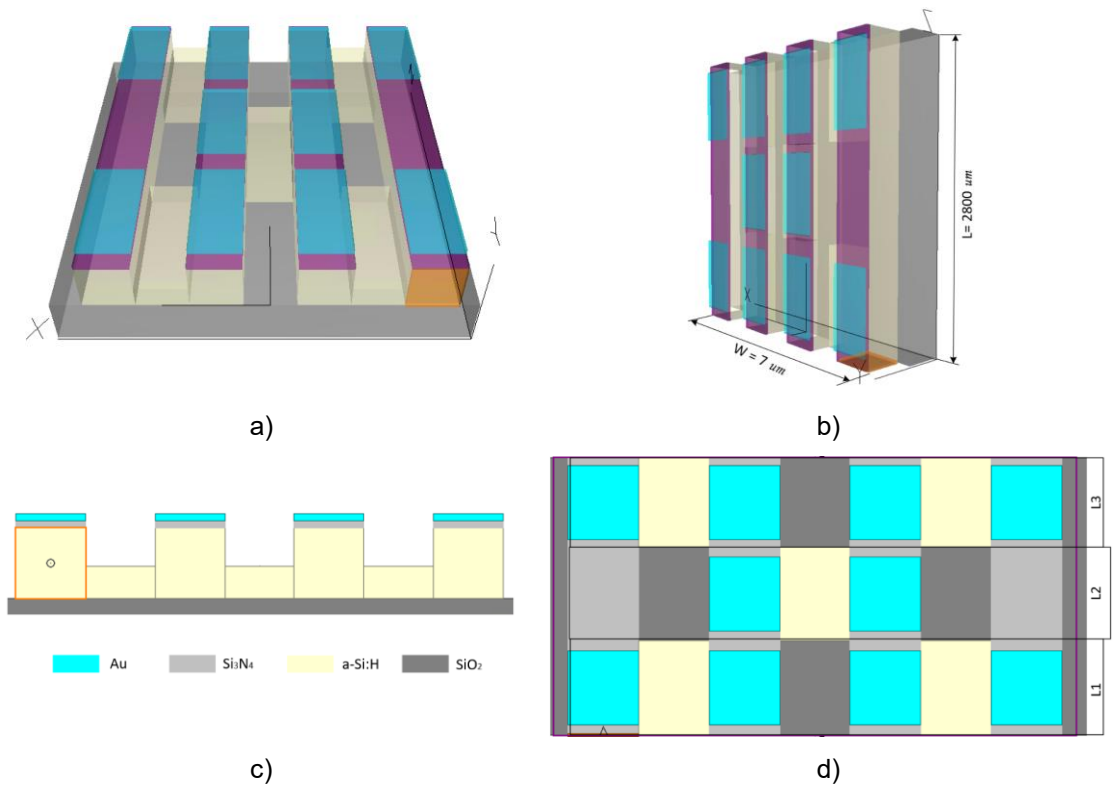 X
Y
L= 2800 um
X
W = 7 um
Y
a)
b)
Au
Si₃N₄
a-Si:H
SiO₂
L3
L2
L1
c)
d)